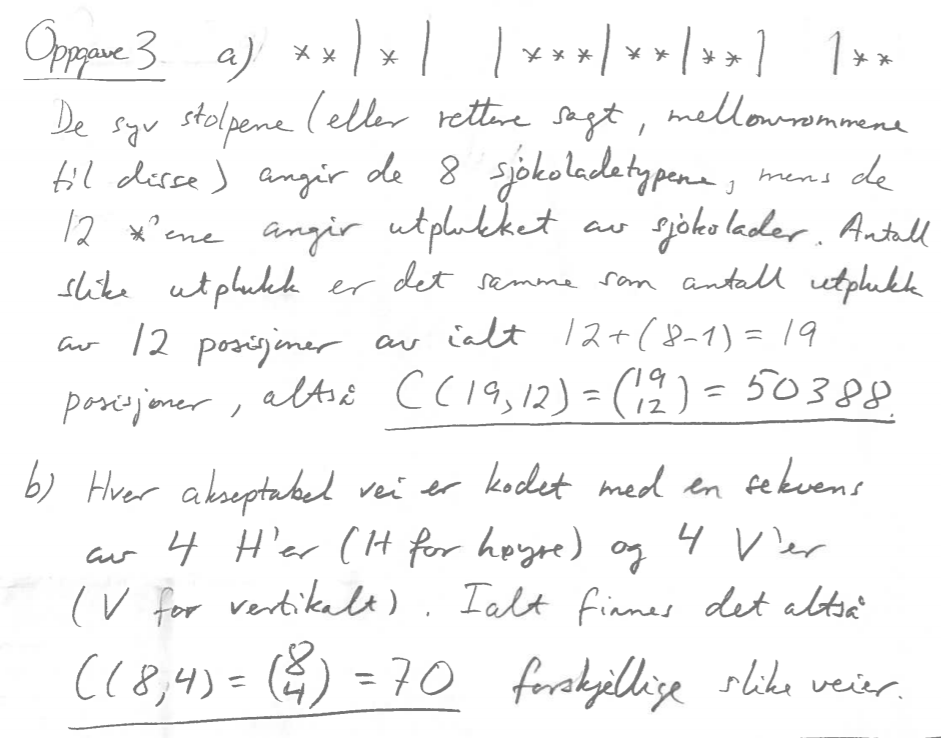 Oppgave 3 a) **|*| |***|**|**| |**
De syv stolpene (eller rettere sagt, mellomrommene
til disse) angir de 8 sjokoladetypene, mens de
12 *'ene angir utplukket av sjokolader. Antall
slike utplukk er det samme som antall utplukk
av 12 posisjoner av ialt 12+(8-1) = 19
posisjoner, altså C(19,12) = (19 12) = 50388.
b) Hver akseptabel vei er kodet med en sekvens
av 4 H'er (H for høyre) og 4 V'er
(V for vertikalt). Ialt finnes det altså
C(8,4) = (8 4) = 70 forskjellige slike veier.